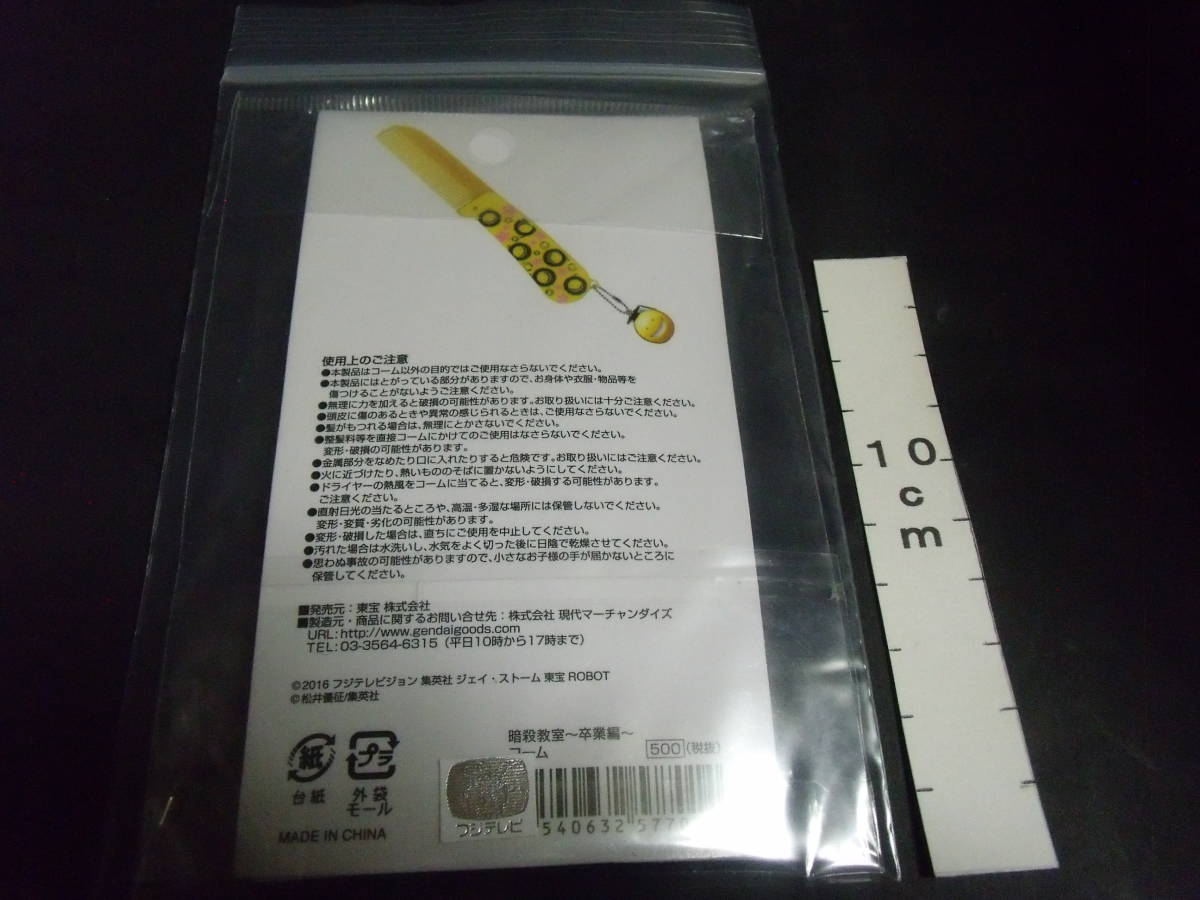 使用上のご注意
●本製品はコーム以外の目的ではご使用なさらないでください。
●本製品にはとがっている部分がありますので、お身体や衣服・物品等を
傷つけることがないようご注意ください。
●無理に力を加えると破損の可能性があります。お取り扱いには十分ご注意ください。
●頭皮に傷のあるときや異常の感じられるときは、ご使用なさらないでください。
●髪がもつれる場合は、無理にとかさないでください。
●整髪料等を直接コームにかけてのご使用はなさらないでください。
変形・破損の可能性があります。
●金属部分をなめたり口に入れたりすると危険です。お取り扱いにはご注意ください。
●火に近づけたり、熱いもののそばに置かないようにしてください。
●ドライヤーの熱風をコームに当てると、変形・破損する可能性があります。
ご注意ください。
●直射日光の当たるところや、高温・多湿な場所には保管しないでください。
変形・変質・劣化の可能性があります。
●変形・破損した場合は、直ちにご使用を中止してください。
●汚れた場合は水洗いし、水気をよく切った後に日陰で乾燥させてください。
●思わぬ事故の可能性がありますので、小さなお子様の手が届かないところに
保管してください。
■発売元:東宝 株式会社
■製造元・商品に関するお問い合せ先:株式会社 現代マーチャンダイズ
URL:http://www.gendaigoods.com
TEL:03-3564-6315(平日10時から17時まで)
©2016 フジテレビジョン 集英社 ジェイ・ストーム 東宝 ROBOT
©松井優征/集英社
暗殺教室〜卒業編〜
コーム 500(税抜)
紙 プラ
台紙 外袋
モール
フジテレビ
540632 577
MADE IN CHINA
10
cm